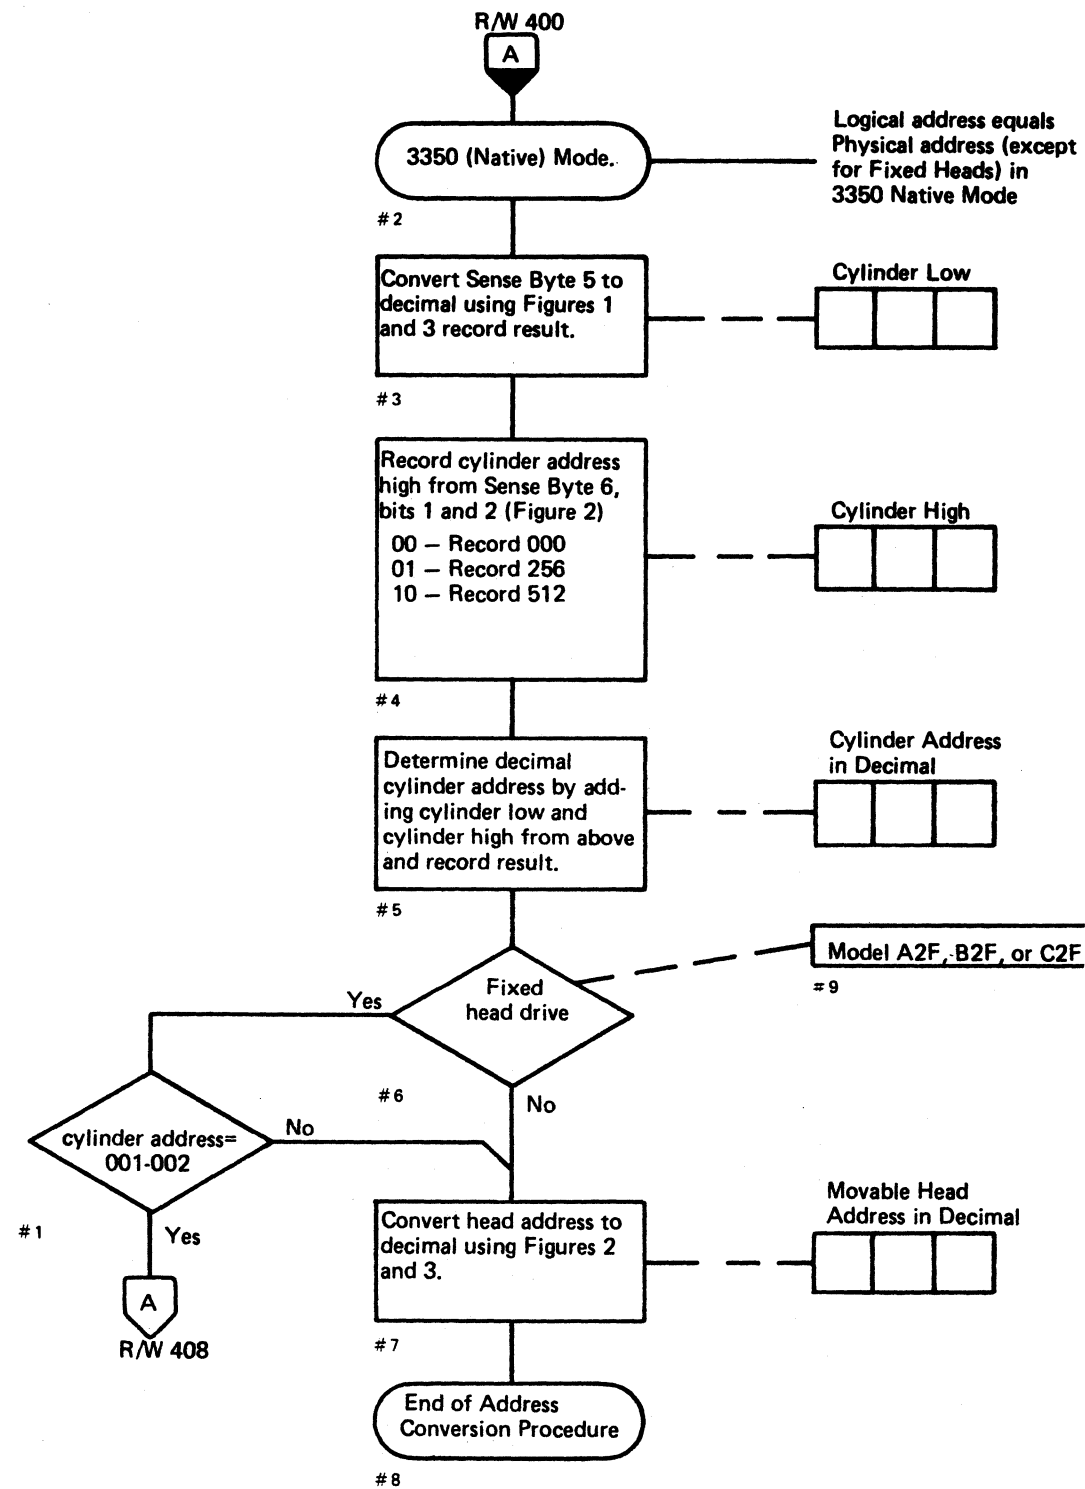 R/W 400
A
3350 (Native) Mode.
Logical address equals
Physical address (except
for Fixed Heads) in
3350 Native Mode
#2
Convert Sense Byte 5 to
decimal using Figures 1
and 3 record result.
Cylinder Low
#3
Record cylinder address
high from Sense Byte 6,
bits 1 and 2 (Figure 2)
00 – Record 000
01 – Record 256
10 – Record 512
Cylinder High
#4
Determine decimal
cylinder address by add-
ing cylinder low and
cylinder high from above
and record result.
Cylinder Address
in Decimal
#5
Fixed
head drive
Model A2F, B2F, or C2F
#9
Yes
#6
No
cylinder address=
001-002
No
#1
Yes
A
R/W 408
Convert head address to
decimal using Figures 2
and 3.
Movable Head
Address in Decimal
#7
End of Address
Conversion Procedure
#8